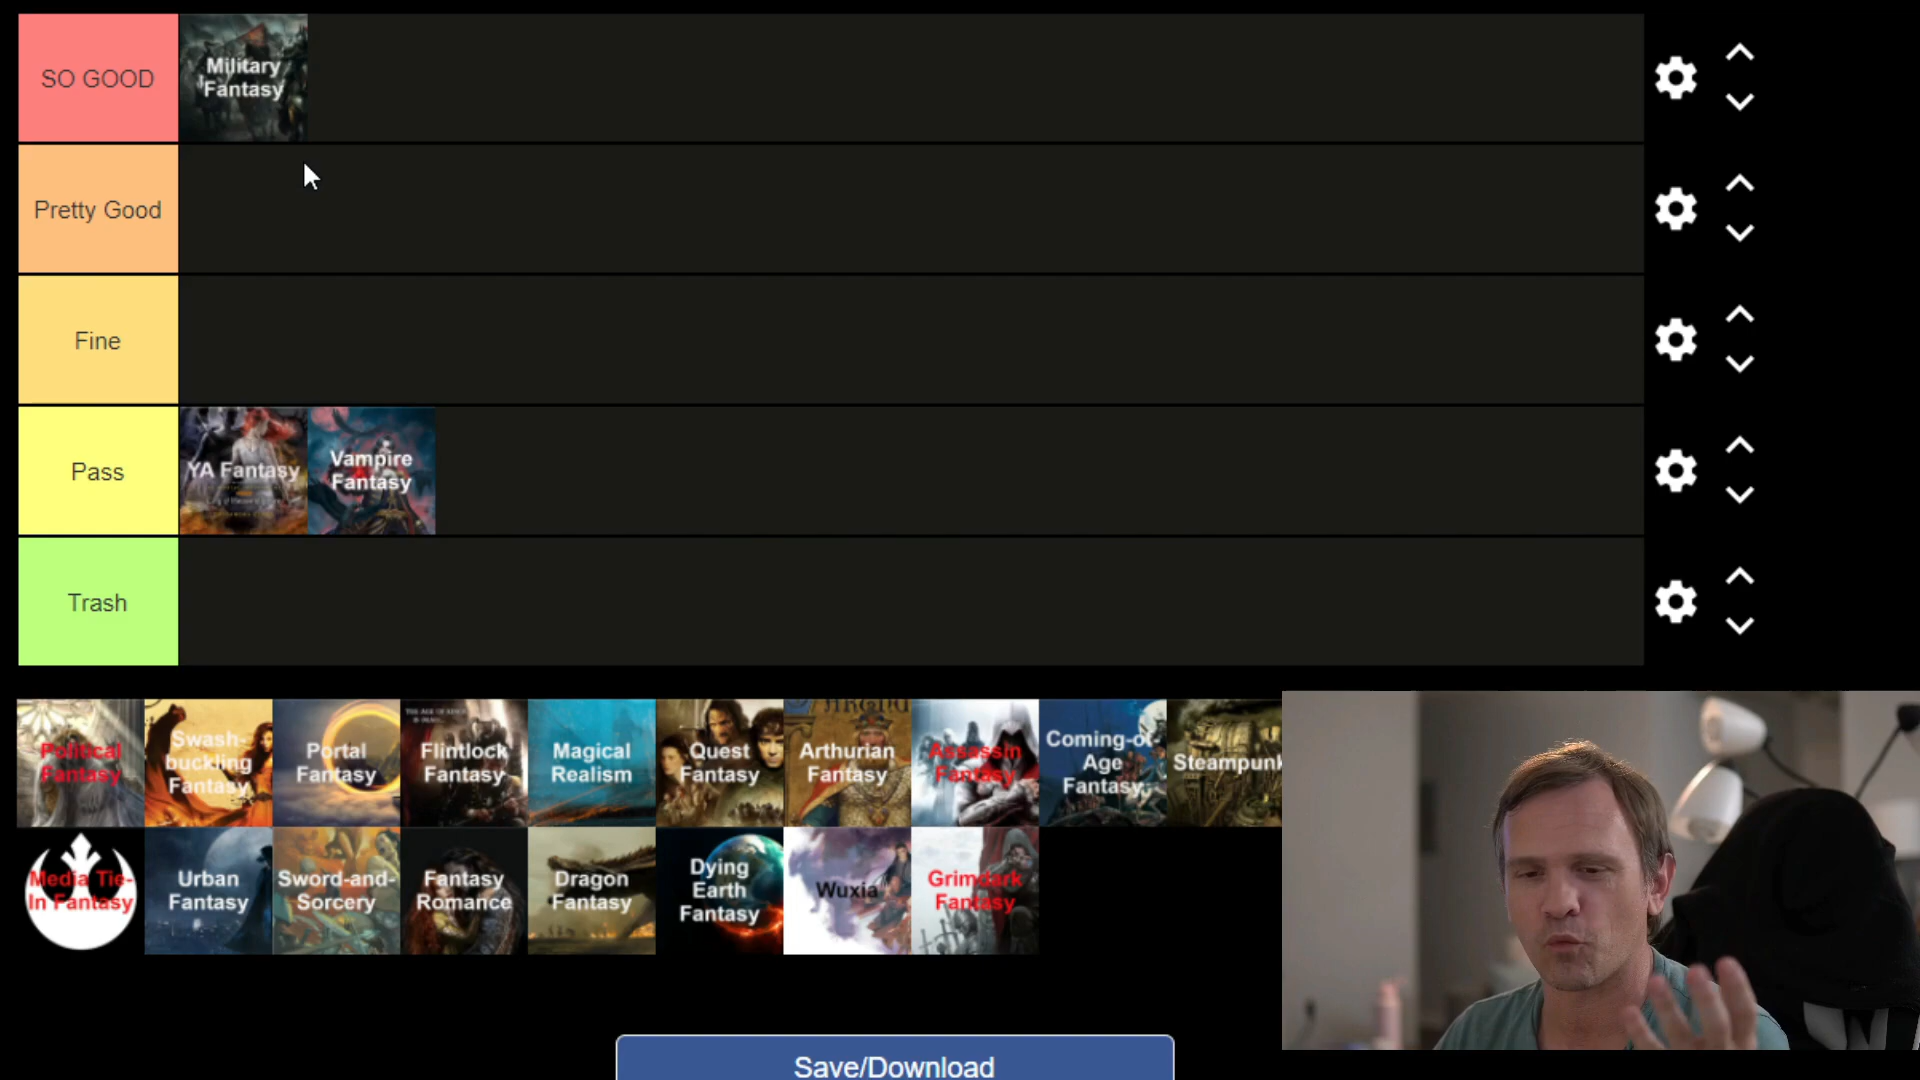 SO GOOD
Military
Fantasy
Pretty Good
Fine
Pass
YA Fantasy
Vampire
Fantasy
Trash
Political
Fantasy
Swash-
buckling
Fantasy
Portal
Fantasy
Flintlock
Fantasy
Magical
Realism
Quest
Fantasy
Arthurian
Fantasy
Assassin
Fantasy
Coming-of-
Age
Fantasy
Steampunk
Media Tie-
In Fantasy
Urban
Fantasy
Sword-and-
Sorcery
Fantasy
Romance
Dragon
Fantasy
Dying
Earth
Fantasy
Wuxia
Grimdark
Fantasy
Save/Download